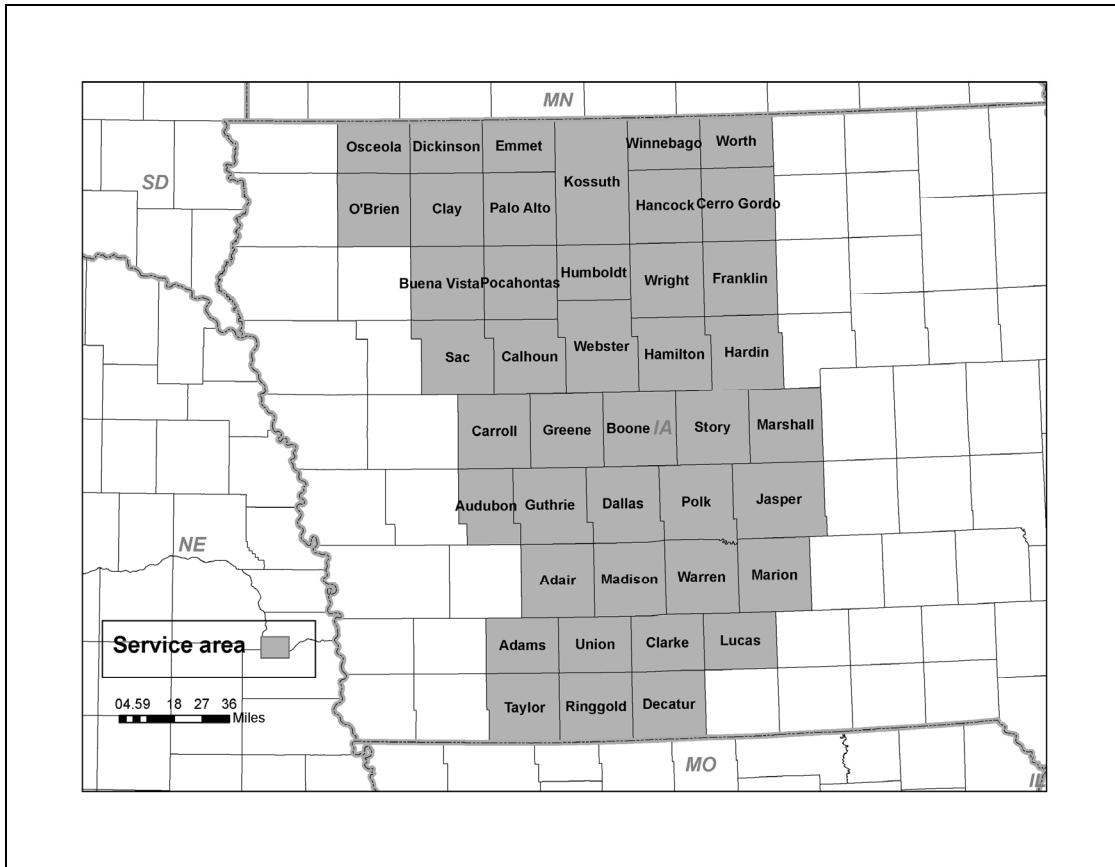 MN
Osceola Dickinson Emmet Winnebago Worth
SD Kossuth
O'Brien Clay Palo Alto Hancock Cerro Gordo
Buena Vista Pocahontas Humboldt Wright Franklin
Sac Calhoun Webster Hamilton Hardin
Carroll Greene Boone IA Story Marshall
Audubon Guthrie Dallas Polk Jasper
NE
Adair Madison Warren Marion
Service area
Adams Union Clarke Lucas
Taylor Ringgold Decatur
04.59 18 27 36
Miles
MO
IL